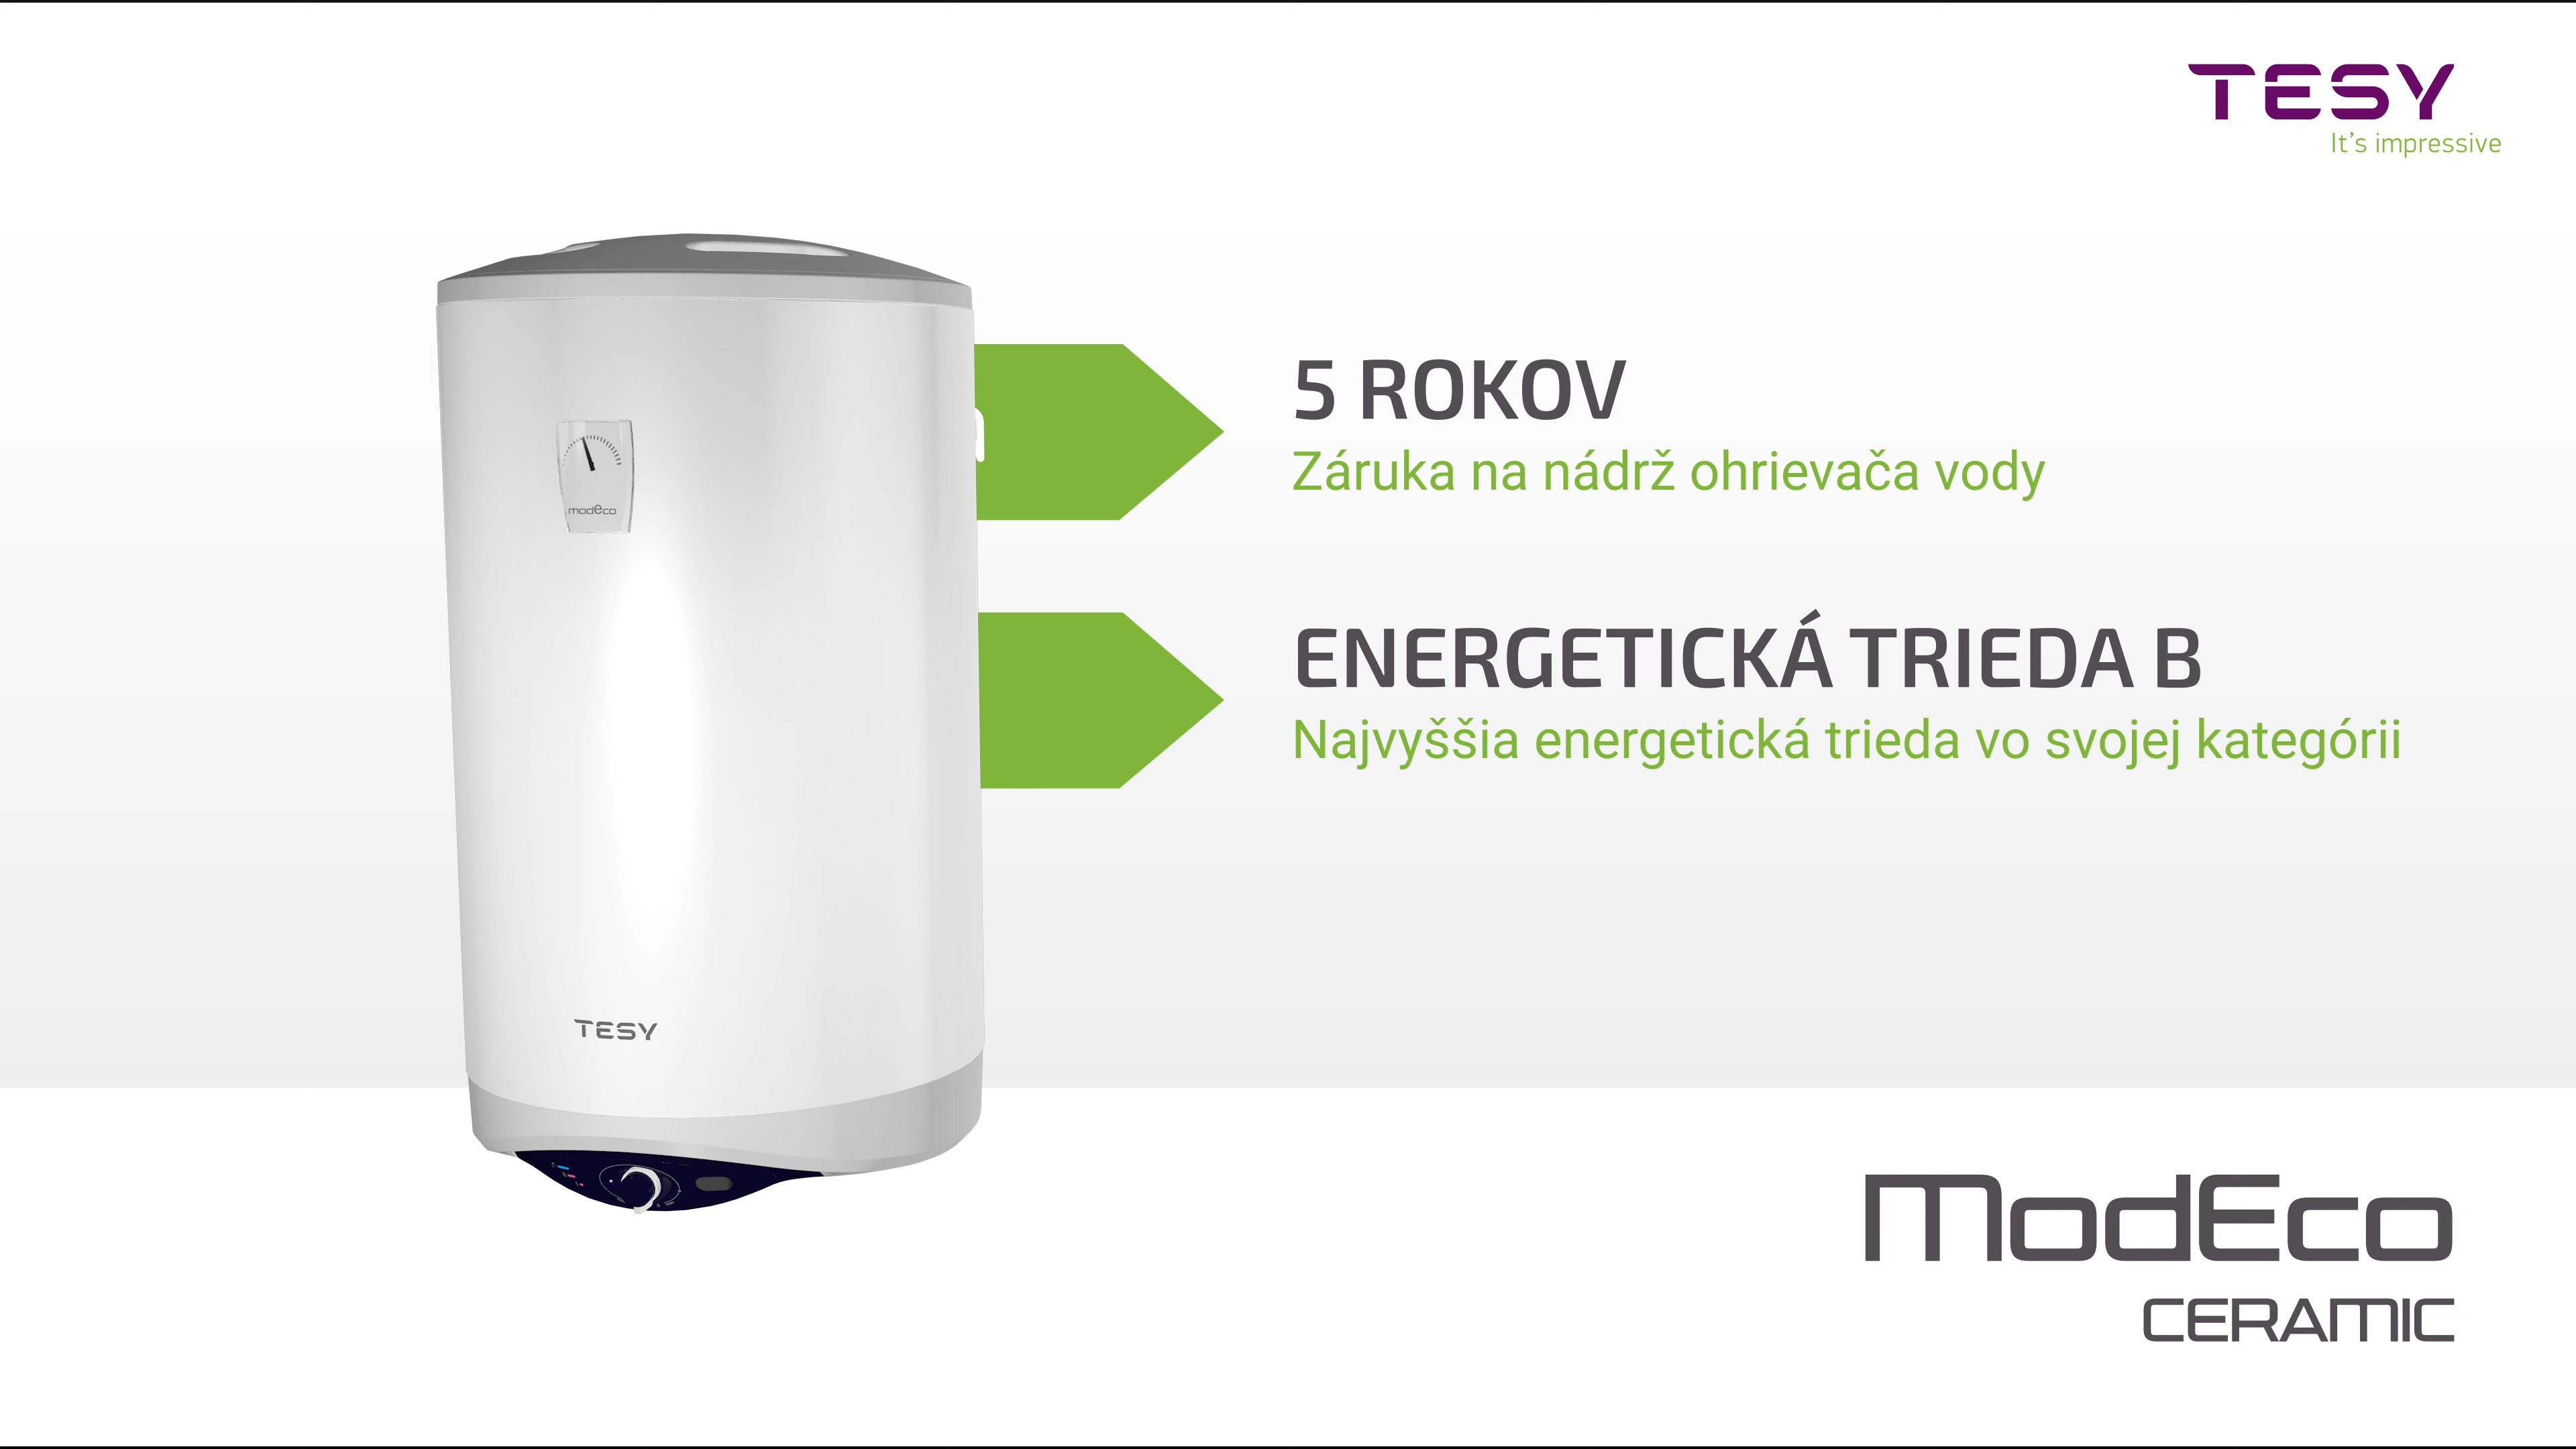 TESY
It's impressive
5 ROKOV
Záruka na nádrž ohrievača vody
modeco
ENERGETICKÁ TRIEDA B
Najvyššia energetická trieda vo svojej kategórii
TESY
ModEco
CERAMIC